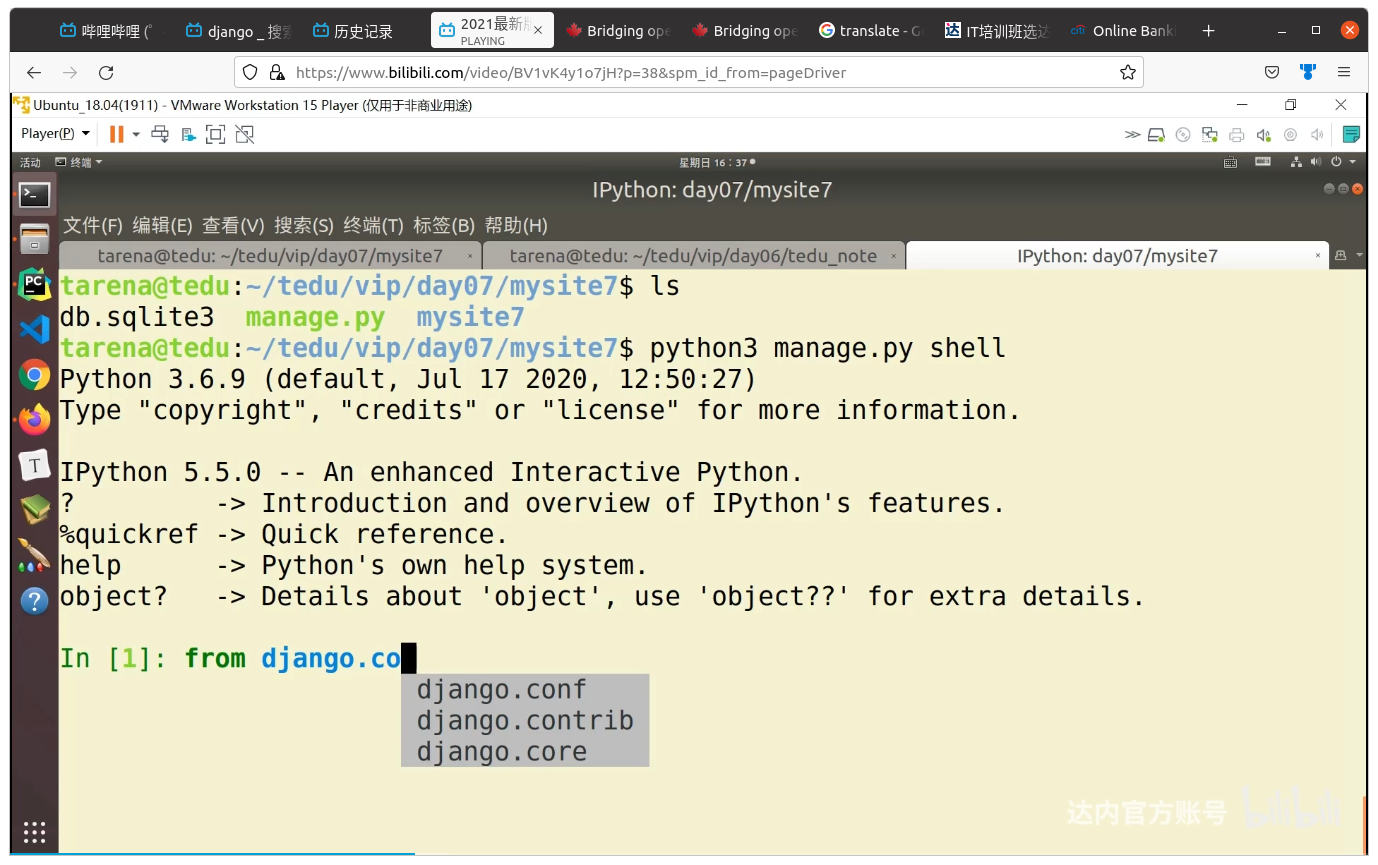 哔哩哔哩 (
django _ 搜
历史记录
2021最新
PLAYING
Bridging ope
Bridging ope
translate - G
IT培训班选达
citi Online Bank
https://www.bilibili.com/video/BV1vK4y1o7jH?p=38&spm_id_from=pageDriver
Ubuntu_18.04(1911) - VMware Workstation 15 Player (仅用于非商业用途)
Player(P)
活动 终端 星期日 16：37
IPython: day07/mysite7
文件(F) 编辑(E) 查看(V) 搜索(S) 终端(T) 标签(B) 帮助(H)
tarena@tedu: ~/tedu/vip/day07/mysite7 × tarena@tedu: ~/tedu/vip/day06/tedu_note × IPython: day07/mysite7 ×
tarena@tedu:~/tedu/vip/day07/mysite7$ ls
db.sqlite3  manage.py  mysite7
tarena@tedu:~/tedu/vip/day07/mysite7$ python3 manage.py shell
Python 3.6.9 (default, Jul 17 2020, 12:50:27)
Type "copyright", "credits" or "license" for more information.
IPython 5.5.0 -- An enhanced Interactive Python.
?         -> Introduction and overview of IPython's features.
%quickref -> Quick reference.
help      -> Python's own help system.
object?   -> Details about 'object', use 'object??' for extra details.
In [1]: from django.co
django.conf
django.contrib
django.core
达内官方账号 bilibili